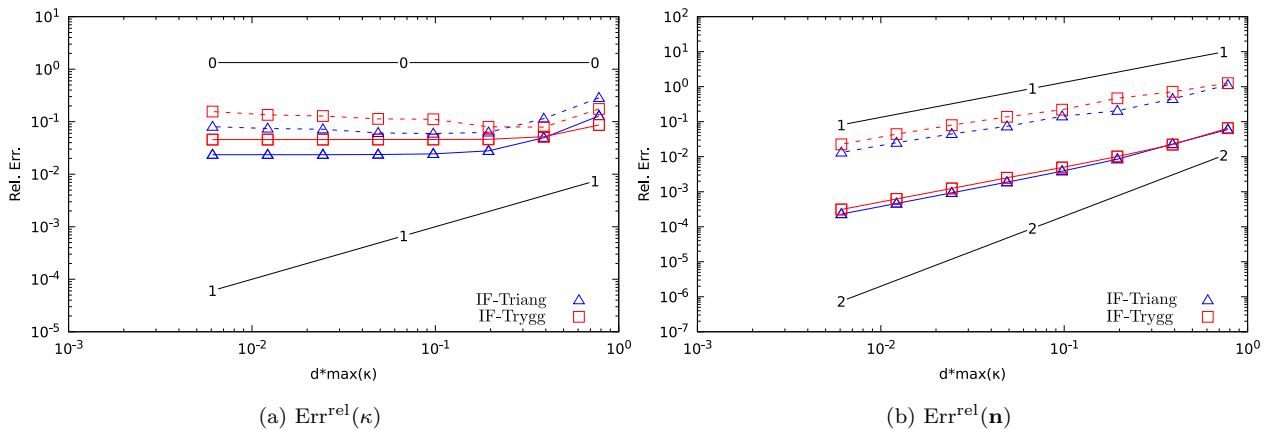 10^1
10^0
10^-1
10^-2
10^-3
10^-4
10^-5
Rel. Err.
0 0 0
1 1 1
IF-Triang
IF-Trygg
10^-3 10^-2 10^-1 10^0
d*max(κ)
(a) Err^rel(κ)
10^2
10^1
10^0
10^-1
10^-2
10^-3
10^-4
10^-5
10^-6
10^-7
Rel. Err.
1 1 1
2 2 2
IF-Triang
IF-Trygg
10^-3 10^-2 10^-1 10^0
d*max(κ)
(b) Err^rel(n)